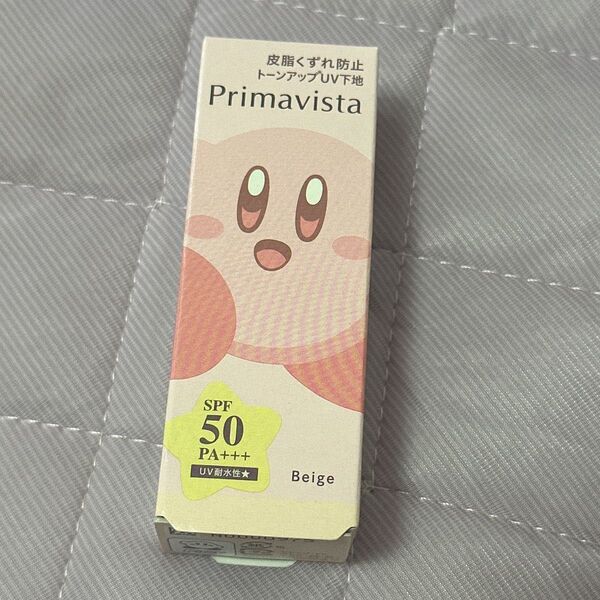 皮脂くずれ防止
トーンアップUV下地
Primavista
SPF
50
PA+++
UV耐水性★
Beige